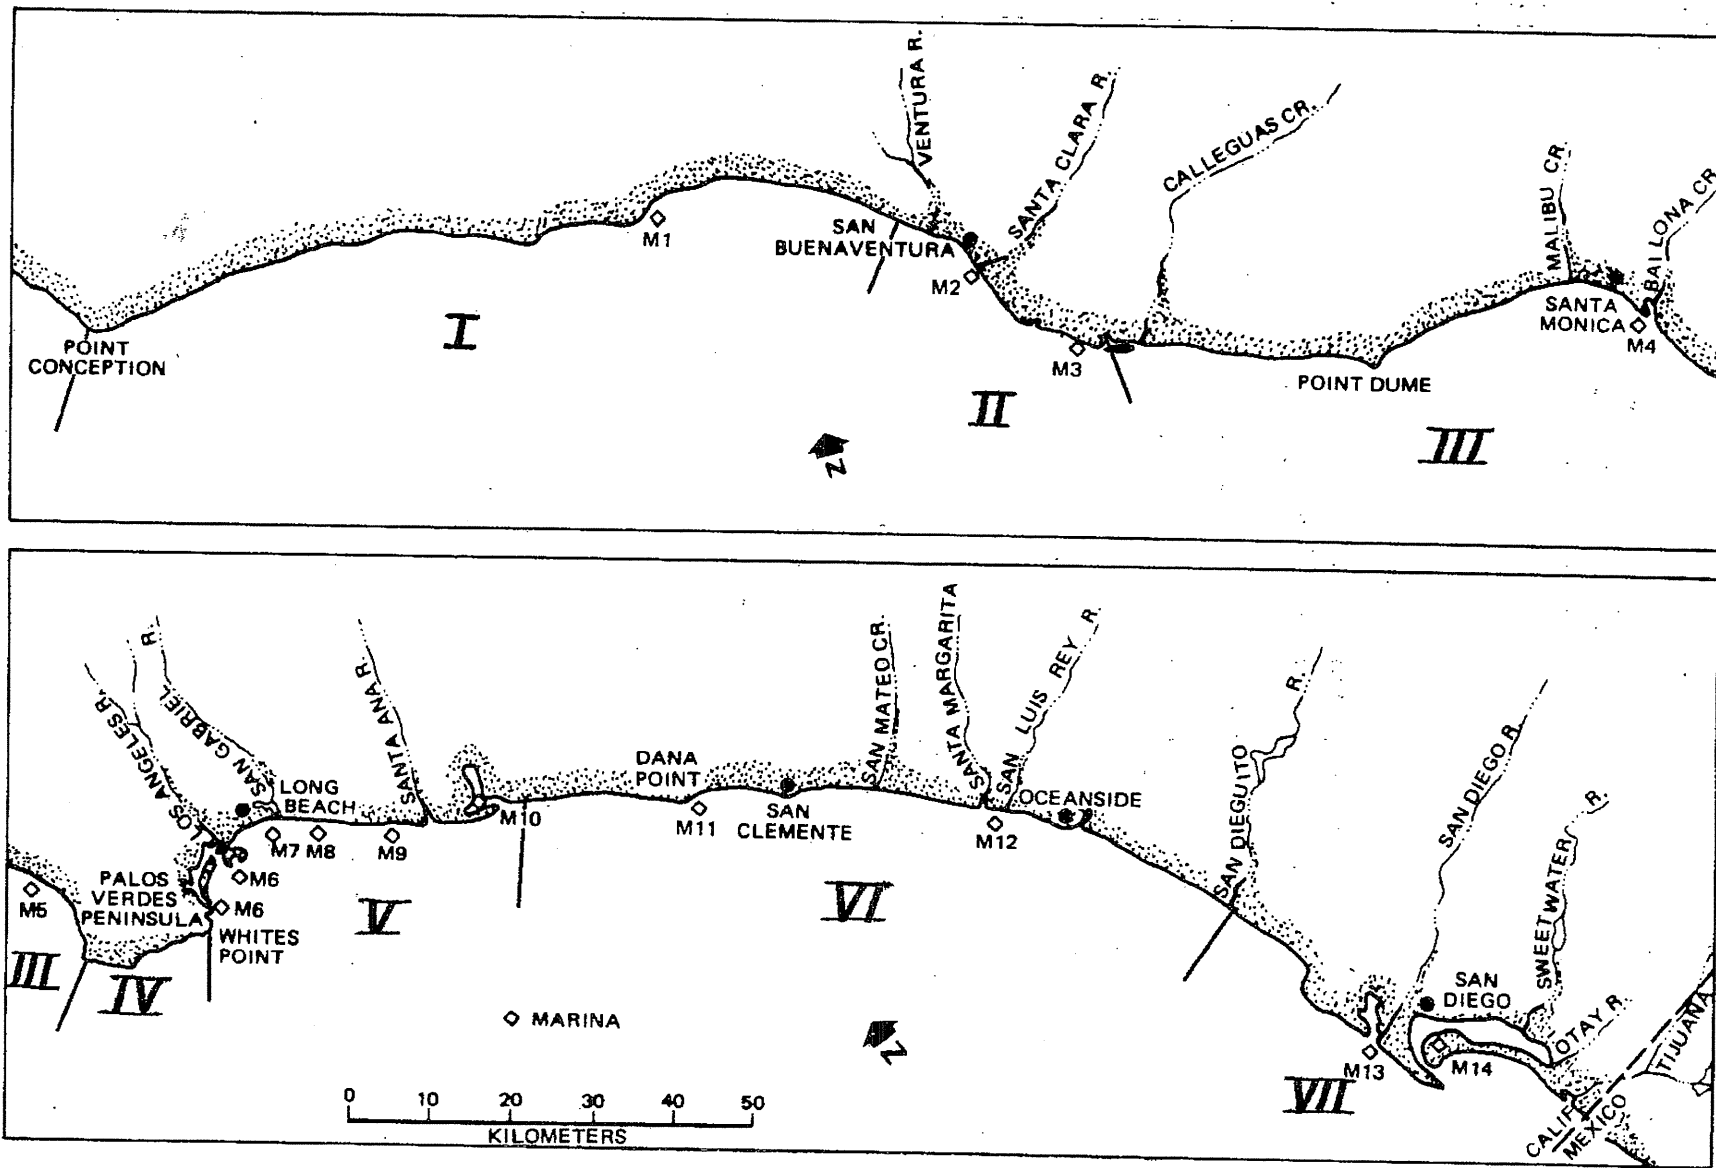 VENTURA R.
SANTA CLARA R.
CALLEGUAS CR.
MALIBU CR.
BAI LONA CR.
M1
SAN
BUENAVENTURA
M2
SANTA
MONICA
M4
POINT
CONCEPTION
I
M3
POINT DUME
II
III
N
LOS ANGELES R.
SAN GABRIEL R.
SANTA ANA R.
SAN MATEO CR.
SANTA MARGARITA
SAN LUIS REY R.
SAN DIEGUITO R.
SAN DIEGO R.
SWEETWATER R.
OTAY R.
TIJUANA
LONG
BEACH
DANA
POINT
M10
M11
SAN
CLEMENTE
OCEANSIDE
M12
M7
M8
M9
M6
M6
PALOS
VERDES
PENINSULA
M5
WHITES
POINT
III
IV
V
VI
SAN
DIEGO
M13
M14
VII
CALIF
MEXICO
MARINA
N
0 10 20 30 40 50
KILOMETERS